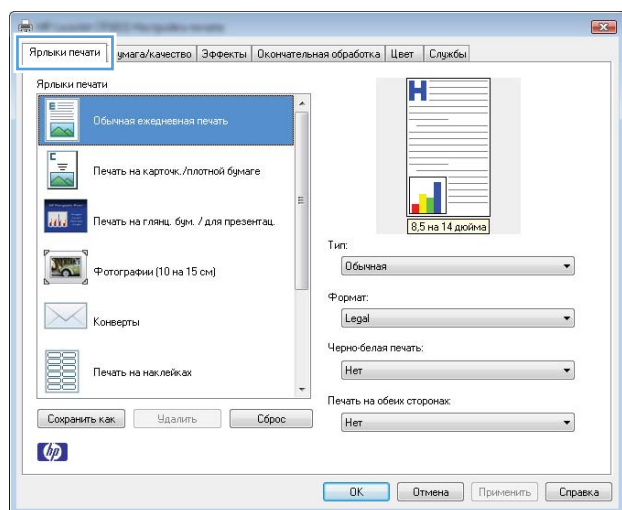 Ярлыки печати
умага/качество
Эффекты
Окончательная обработка
Цвет
Службы
Ярлыки печати
Обычная ежедневная печать
Печать на карточк./плотной бумаге
Печать на глянц. бум. / для презентац.
Фотографии (10 на 15 см)
Конверты
Печать на наклейках
Сохранить как
Удалить
Сброс
hp
8,5 на 14 дюйма
Тип:
Обычная
Формат:
Legal
Черно-белая печать:
Нет
Печать на обеих сторонах:
Нет
OK
Отмена
Применить
Справка